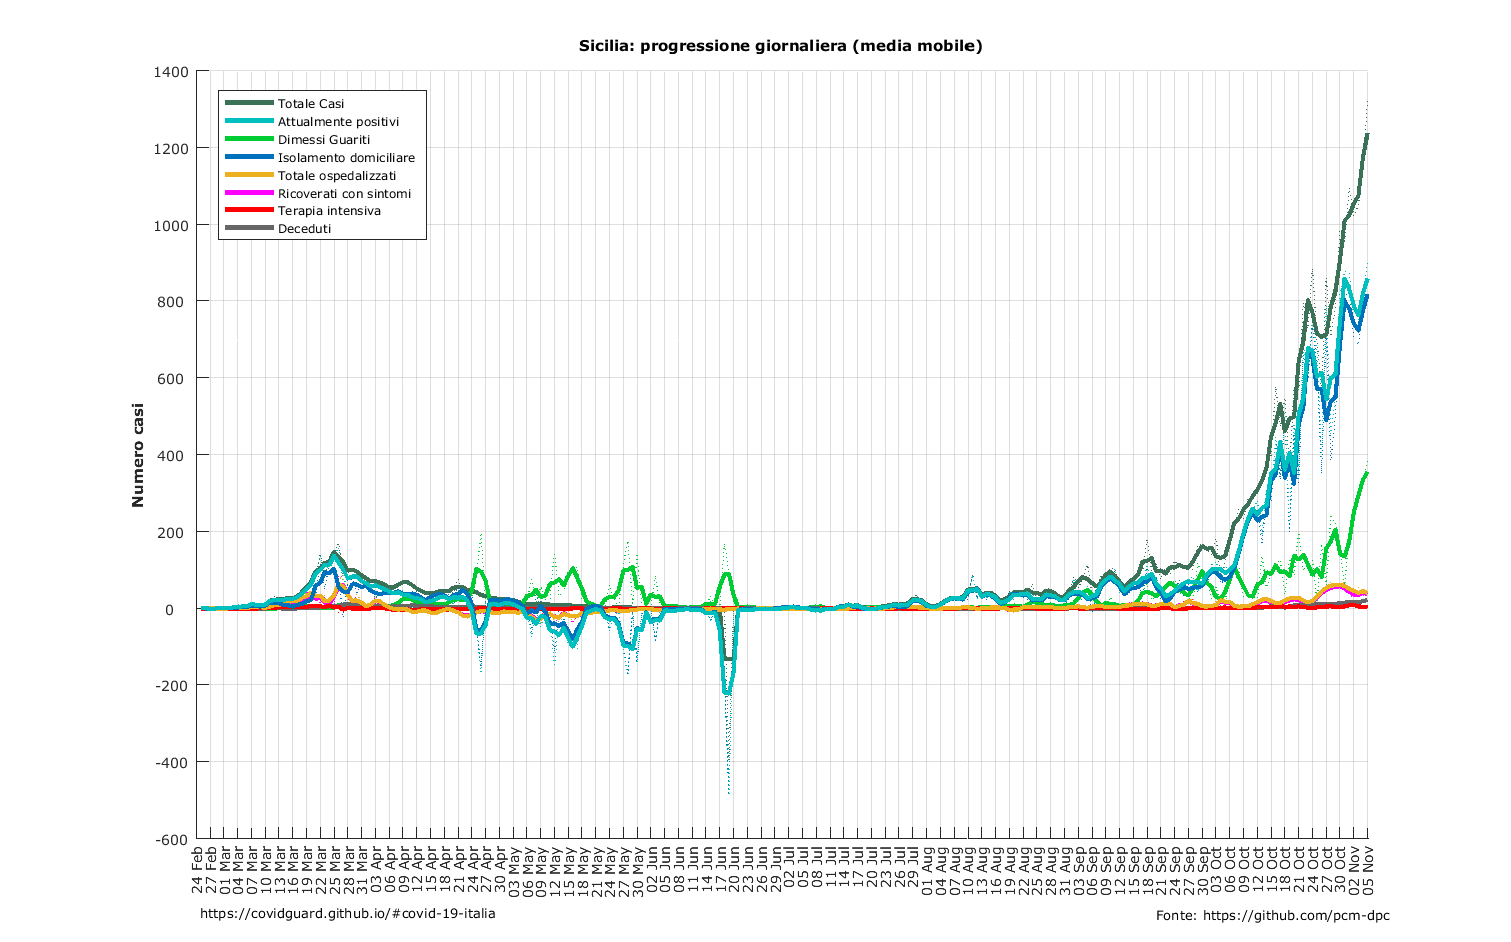 Sicilia: progressione giornaliera (media mobile)
1400
1200
1000
800
600
400
200
0
-200
-400
-600
Numero casi
Totale Casi
Attualmente positivi
Dimessi Guariti
Isolamento domiciliare
Totale ospedalizzati
Ricoverati con sintomi
Terapia intensiva
Deceduti
24 Feb
27 Feb
01 Mar
04 Mar
07 Mar
10 Mar
13 Mar
16 Mar
19 Mar
22 Mar
25 Mar
28 Mar
31 Mar
03 Apr
06 Apr
09 Apr
12 Apr
15 Apr
18 Apr
21 Apr
24 Apr
27 Apr
30 Apr
03 May
06 May
09 May
12 May
15 May
18 May
21 May
24 May
27 May
30 May
02 Jun
05 Jun
08 Jun
11 Jun
14 Jun
17 Jun
20 Jun
23 Jun
26 Jun
29 Jun
02 Jul
05 Jul
08 Jul
11 Jul
14 Jul
17 Jul
20 Jul
23 Jul
26 Jul
29 Jul
01 Aug
04 Aug
07 Aug
10 Aug
13 Aug
16 Aug
19 Aug
22 Aug
25 Aug
28 Aug
31 Aug
03 Sep
06 Sep
09 Sep
12 Sep
15 Sep
18 Sep
21 Sep
24 Sep
27 Sep
30 Sep
03 Oct
06 Oct
09 Oct
12 Oct
15 Oct
18 Oct
21 Oct
24 Oct
27 Oct
30 Oct
02 Nov
05 Nov
https://covidguard.github.io/#covid-19-italia
Fonte: https://github.com/pcm-dpc